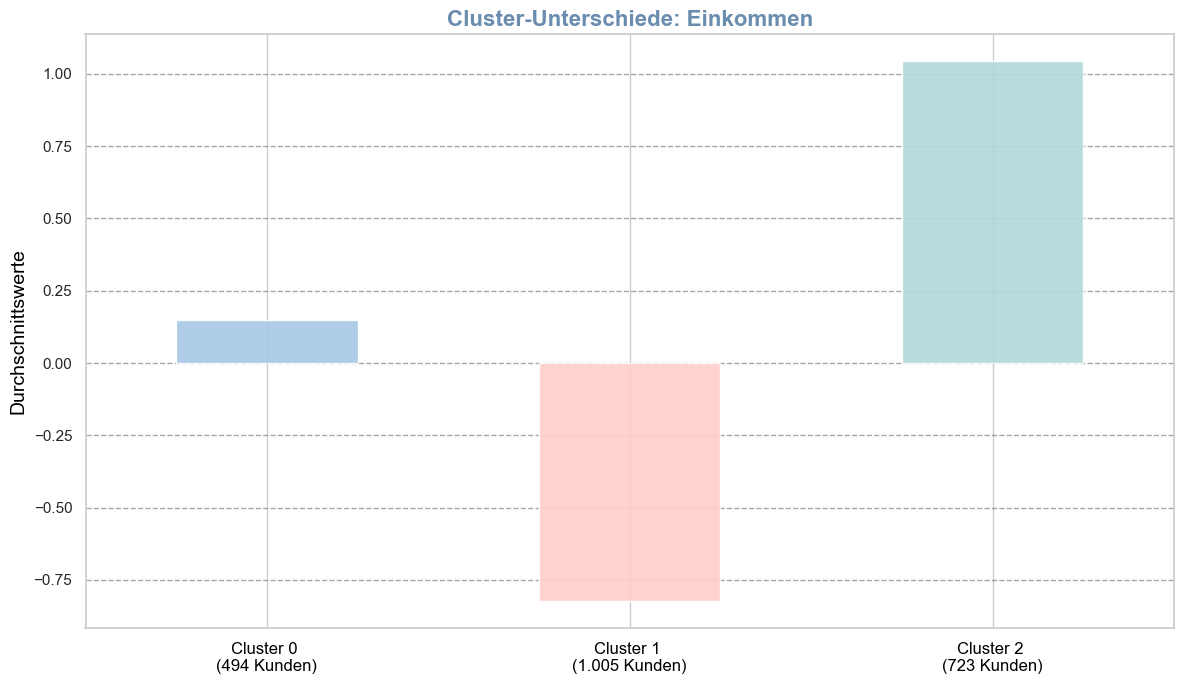 Cluster-Unterschiede: Einkommen
Durchschnittswerte
1.00
0.75
0.50
0.25
0.00
−0.25
−0.50
−0.75
Cluster 0
(494 Kunden)
Cluster 1
(1.005 Kunden)
Cluster 2
(723 Kunden)